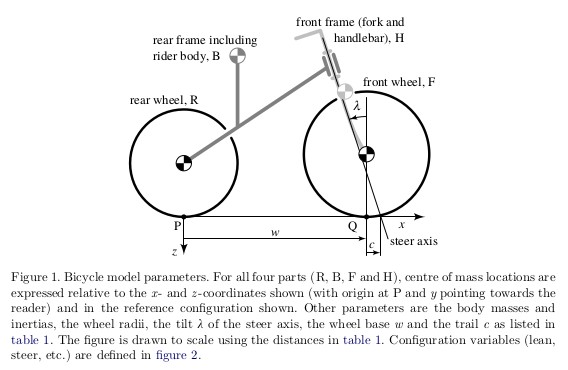 front frame (fork and
handlebar), H
rear frame including
rider body, B
front wheel, F
rear wheel, R
λ
P
Q
x
w
steer axis
z
c
Figure 1. Bicycle model parameters. For all four parts (R, B, F and H), centre of mass locations are
expressed relative to the x- and z-coordinates shown (with origin at P and y pointing towards the
reader) and in the reference configuration shown. Other parameters are the body masses and
inertias, the wheel radii, the tilt λ of the steer axis, the wheel base w and the trail c as listed in
table 1. The figure is drawn to scale using the distances in table 1. Configuration variables (lean,
steer, etc.) are defined in figure 2.